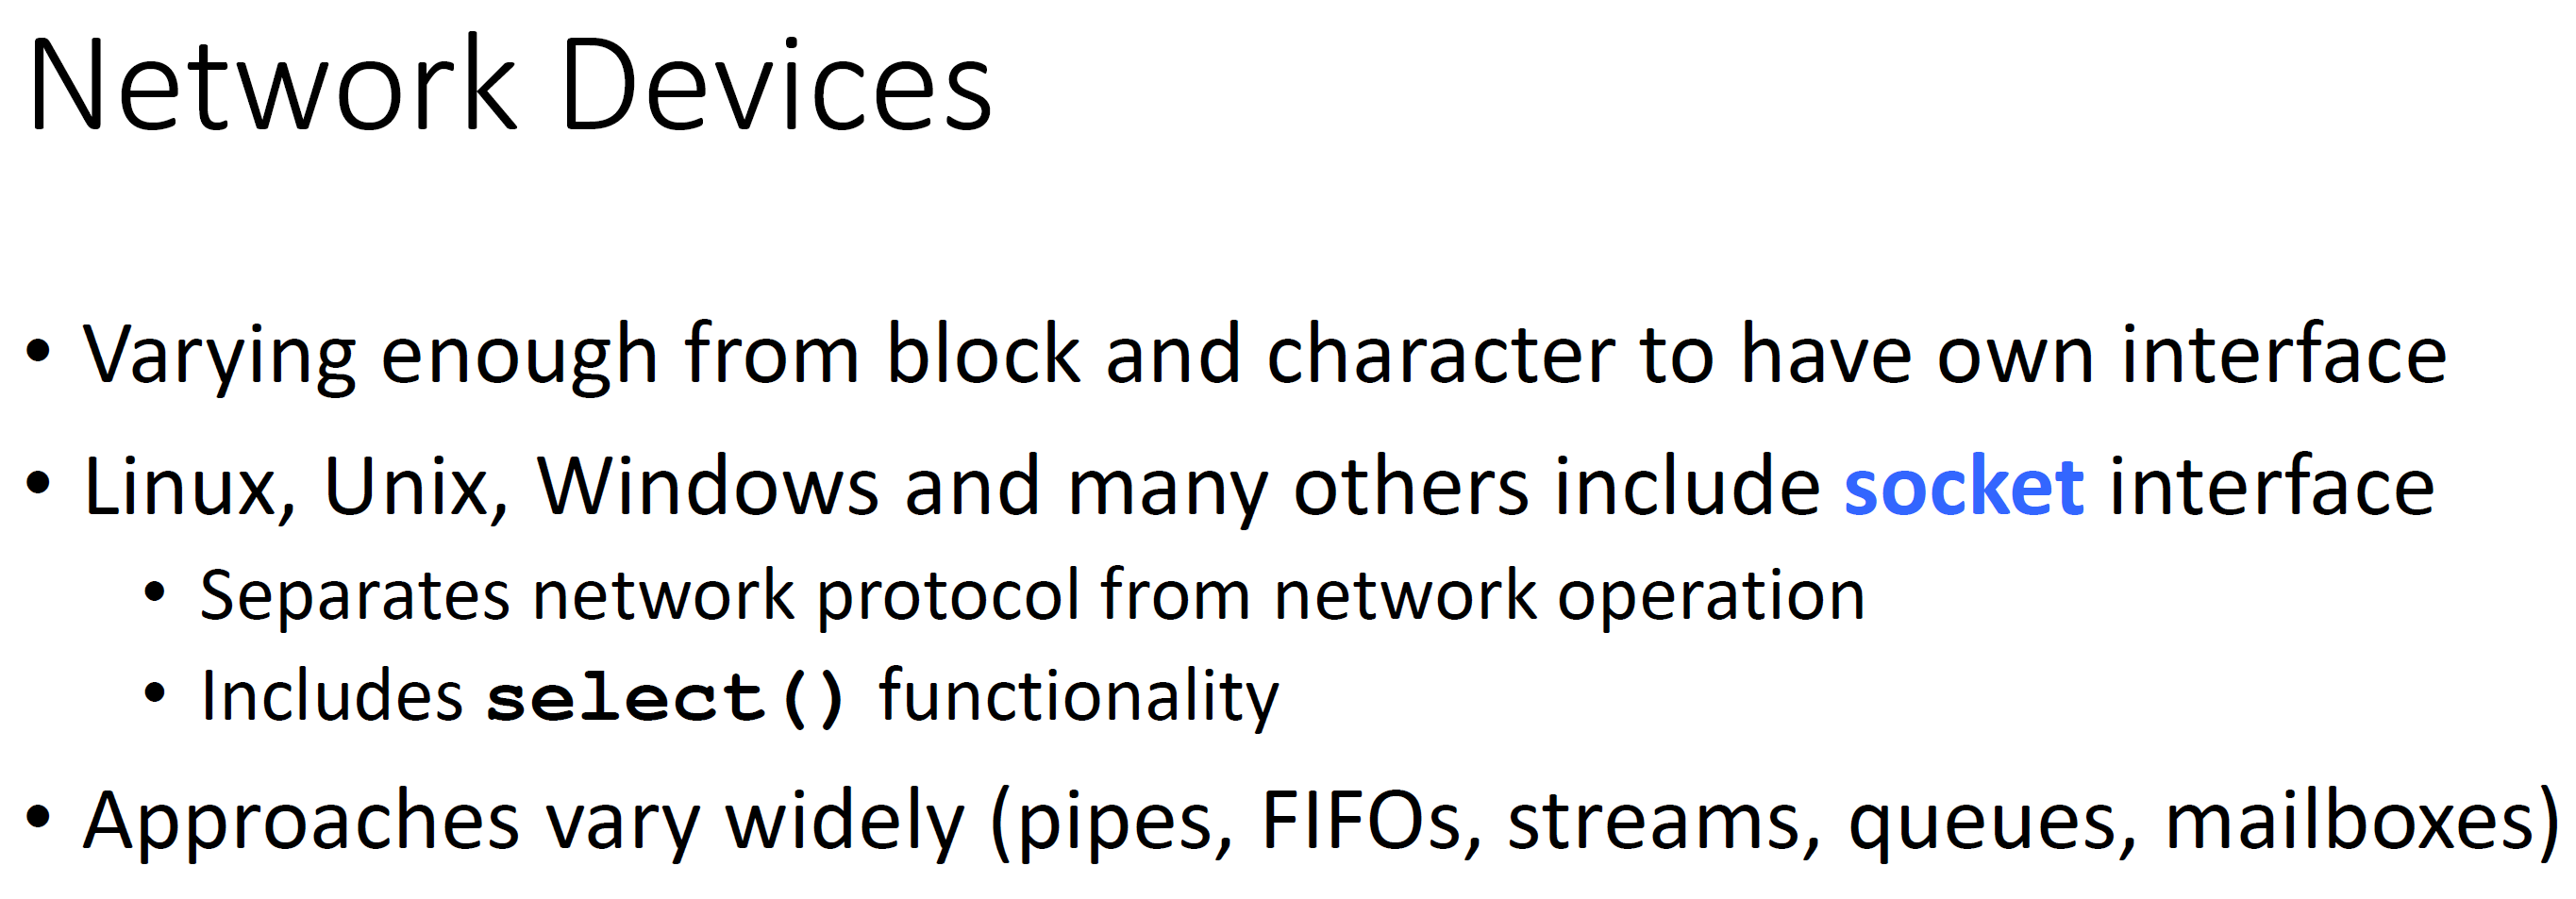 Network Devices
• Varying enough from block and character to have own interface
• Linux, Unix, Windows and many others include socket interface
• Separates network protocol from network operation
• Includes select() functionality
• Approaches vary widely (pipes, FIFOs, streams, queues, mailboxes)